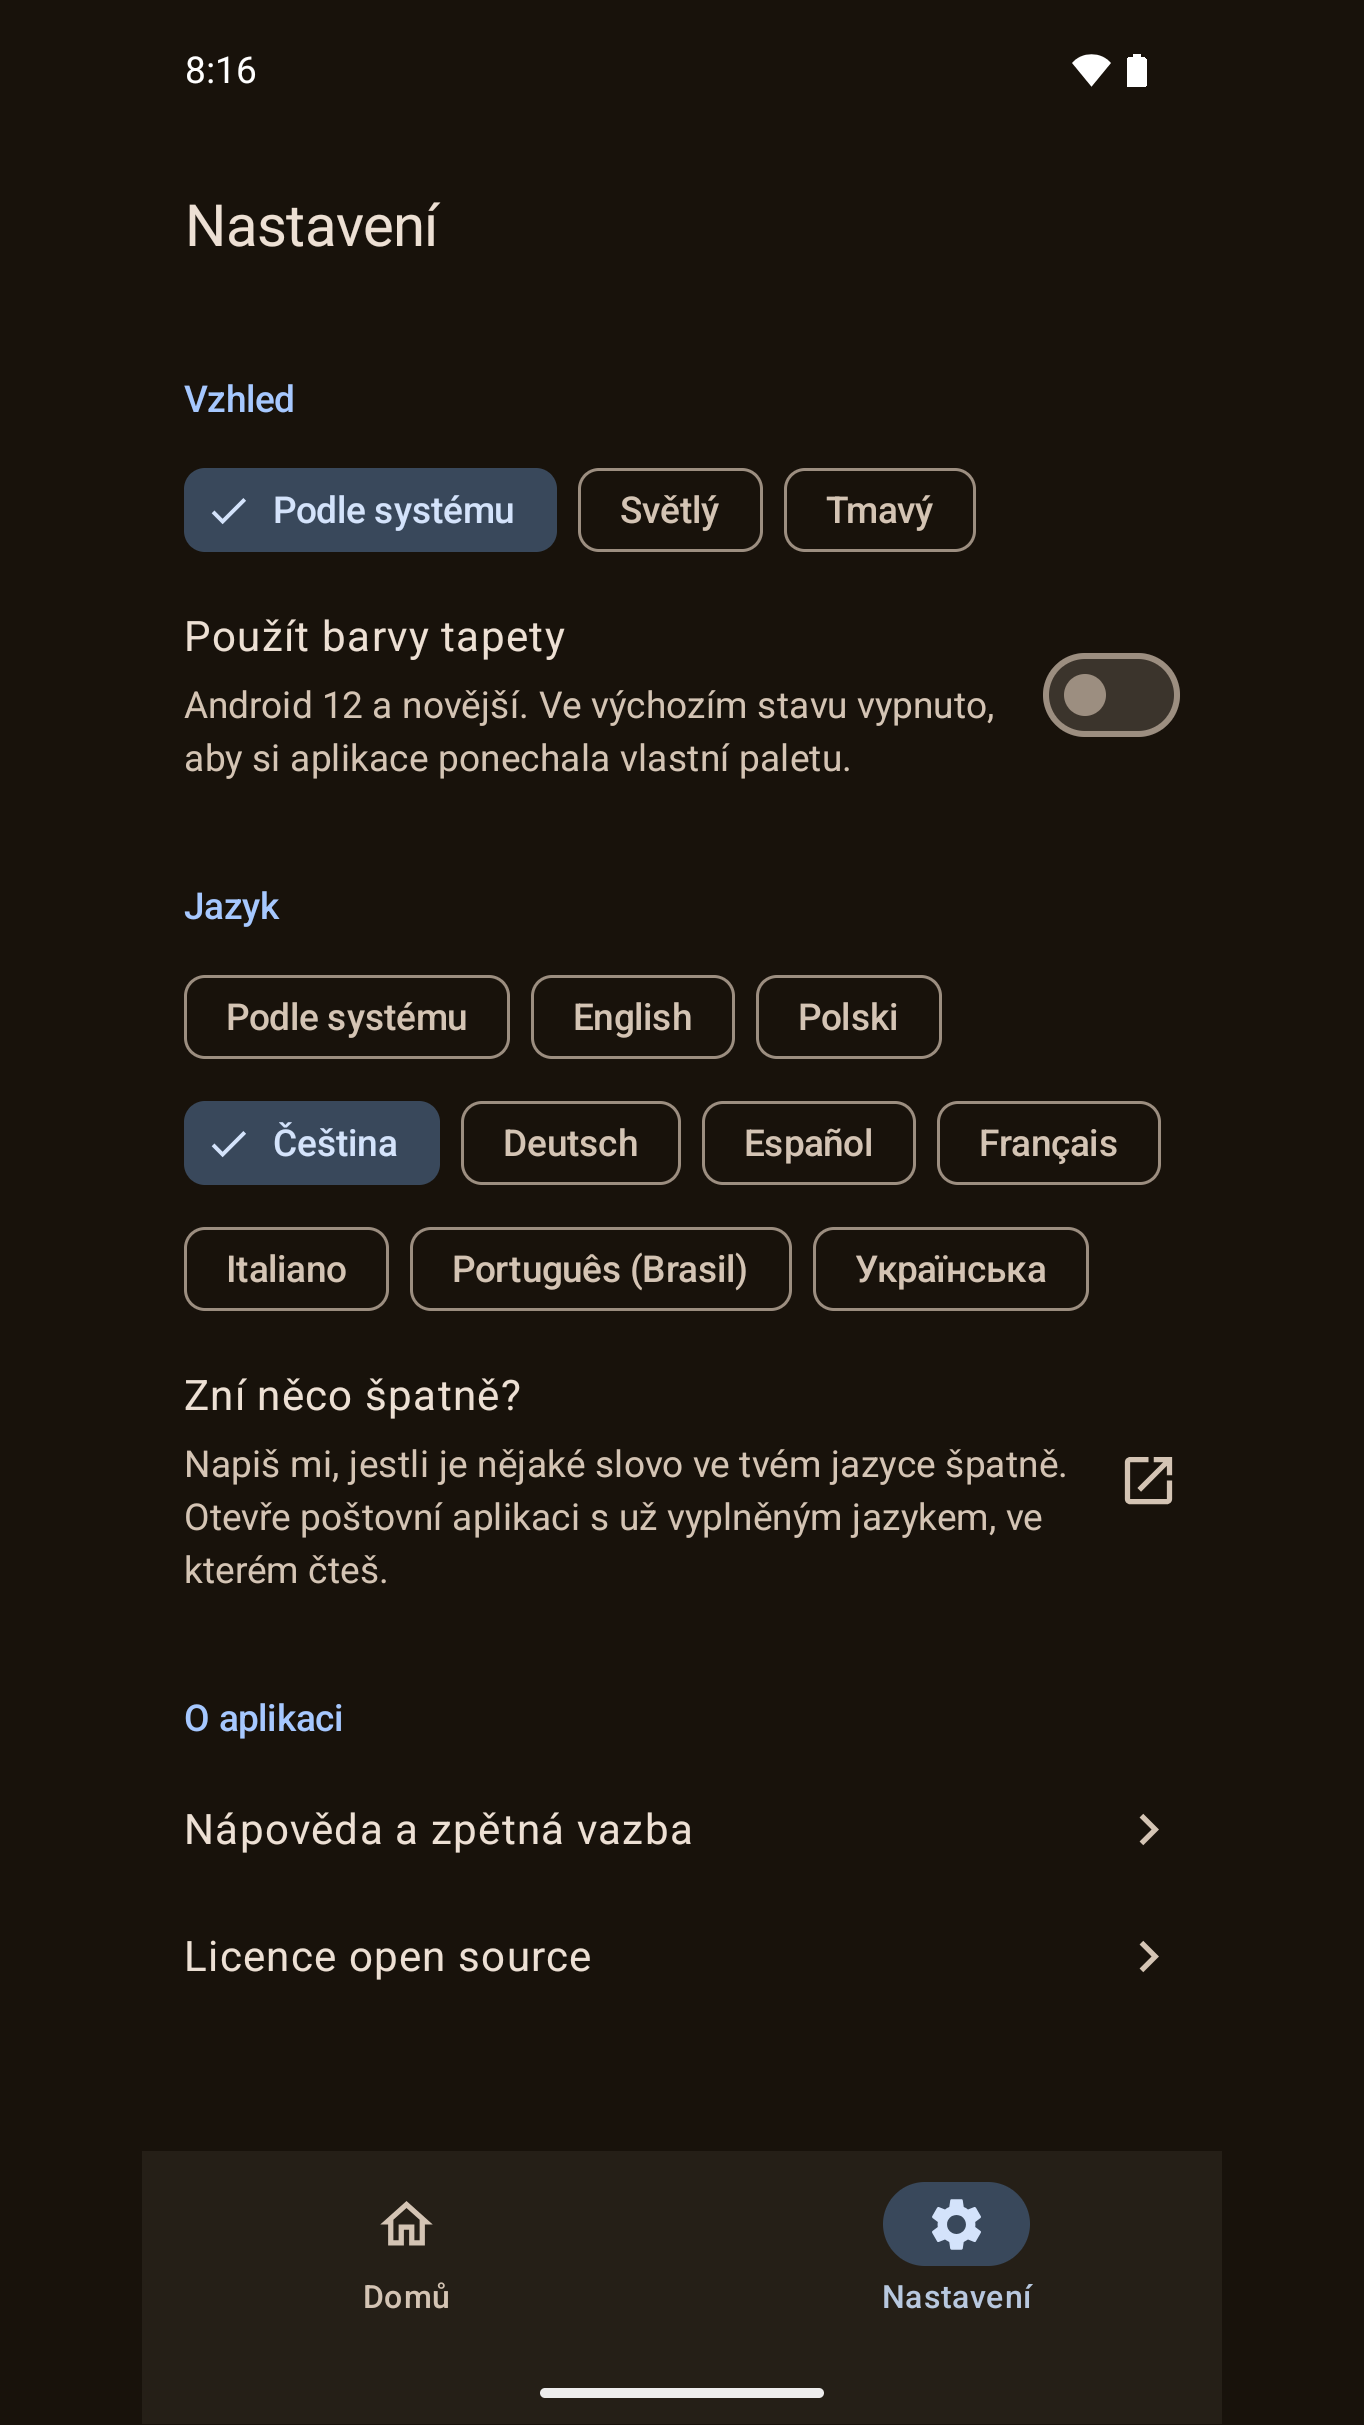 8:16
Nastavení
Vzhled
Podle systému
Světlý
Tmavý
Použít barvy tapety
Android 12 a novější. Ve výchozím stavu vypnuto,
aby si aplikace ponechala vlastní paletu.
Jazyk
Podle systému
English
Polski
Čeština
Deutsch
Español
Français
Italiano
Português (Brasil)
Українська
Zní něco špatně?
Napiš mi, jestli je nějaké slovo ve tvém jazyce špatně.
Otevře poštovní aplikaci s už vyplněným jazykem, ve
kterém čteš.
O aplikaci
Nápověda a zpětná vazba
Licence open source
Domů
Nastavení